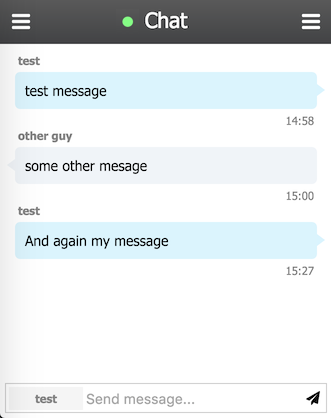 Chat
test
test message
14:58
other guy
some other mesage
15:00
test
And again my message
15:27
test Send message...